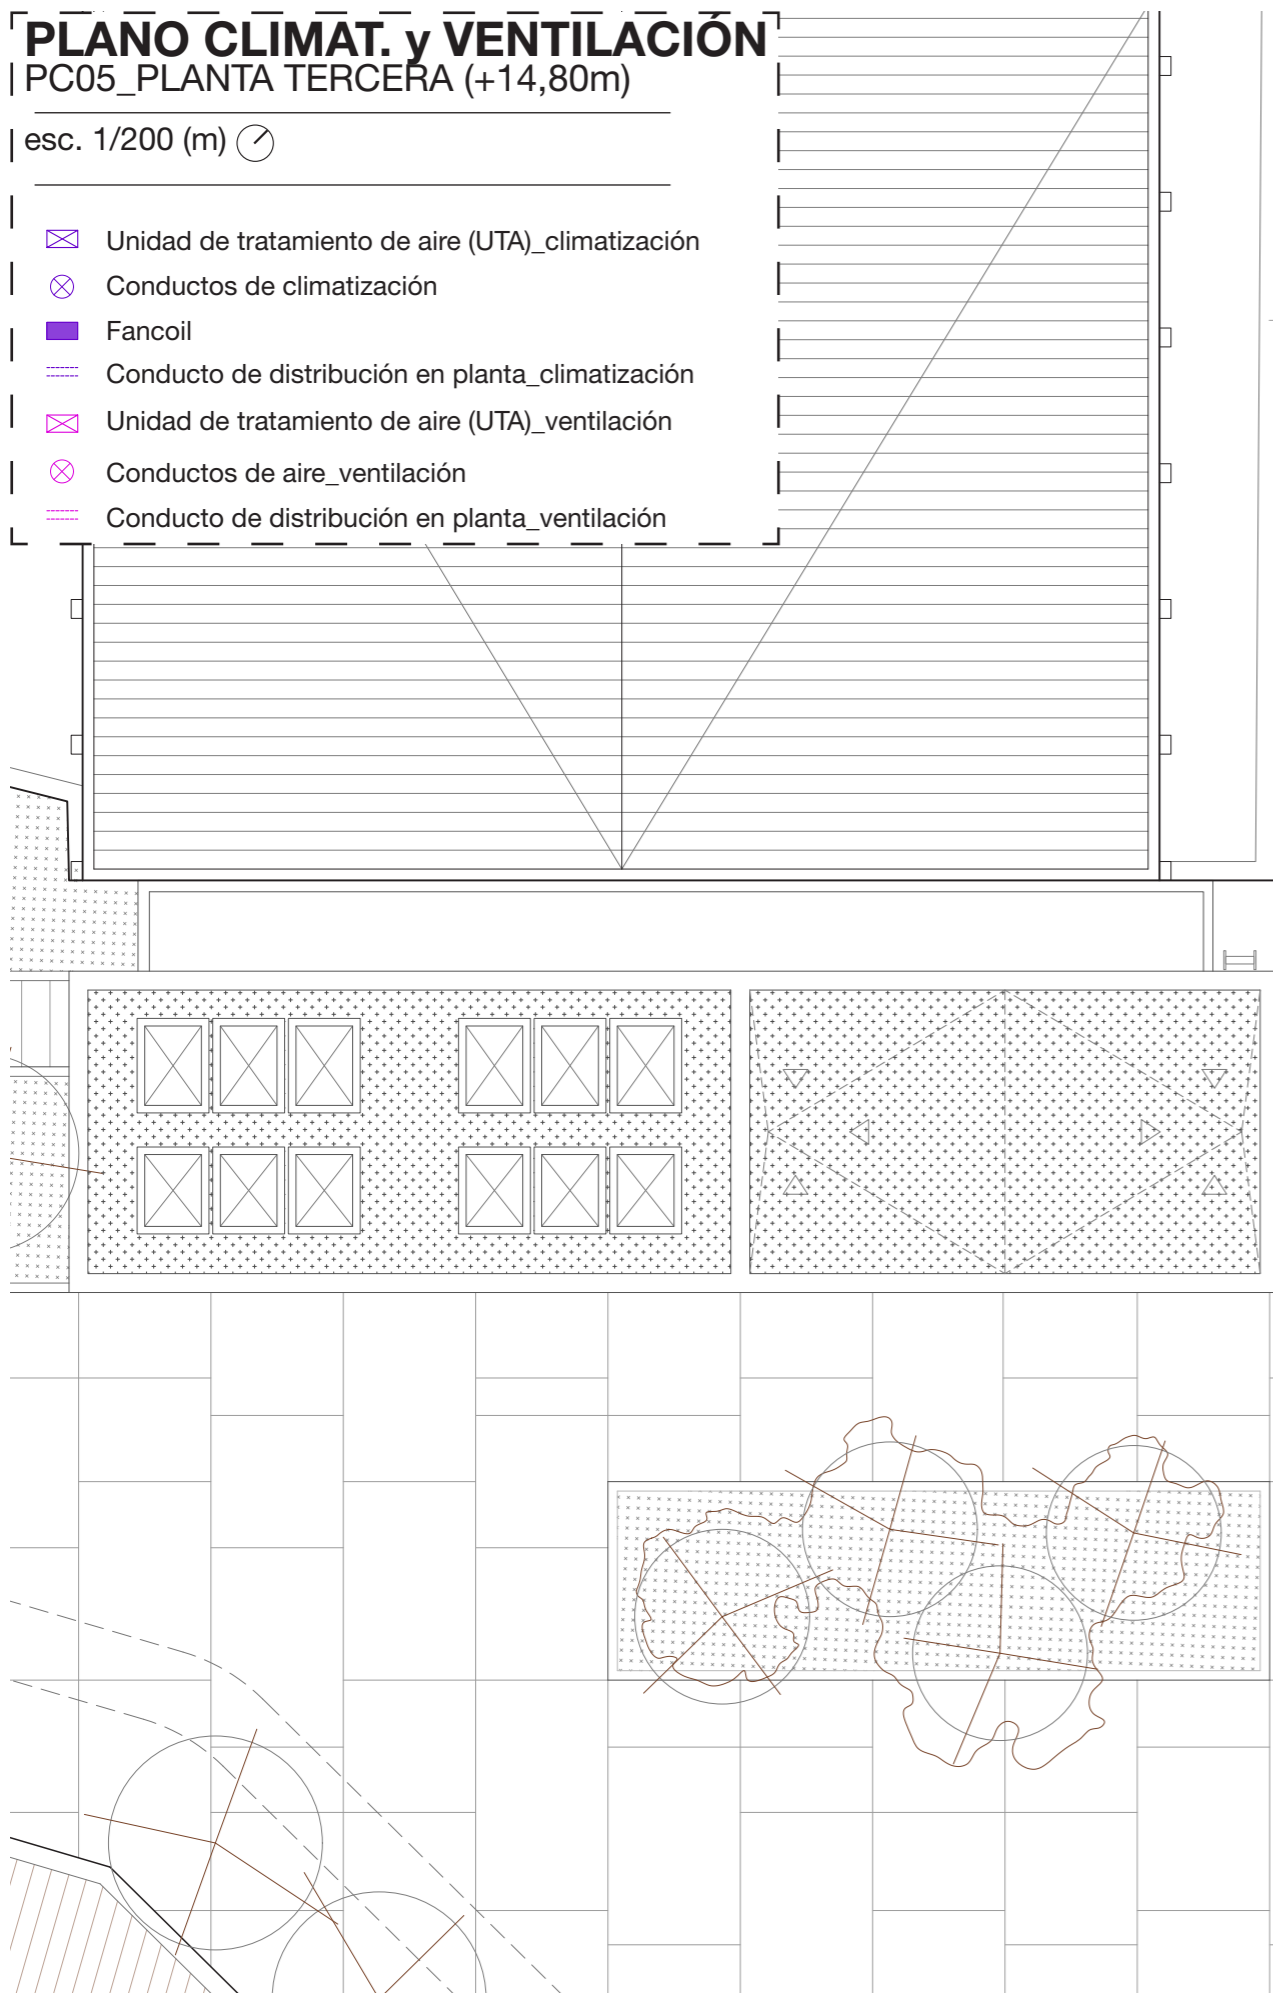 PLANO CLIMAT. y VENTILACIÓN
PC05_PLANTA TERCERA (+14,80m)
esc. 1/200 (m)
Unidad de tratamiento de aire (UTA)_climatización
Conductos de climatización
Fancoil
Conducto de distribución en planta_climatización
Unidad de tratamiento de aire (UTA)_ventilación
Conductos de aire_ventilación
Conducto de distribución en planta_ventilación